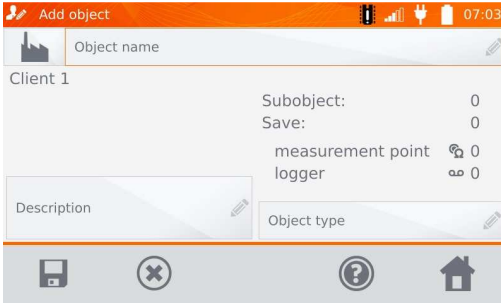 Add object
07:03
Object name
Client 1
Subobject: 0
Save: 0
measurement point 0
logger 0
Description
Object type